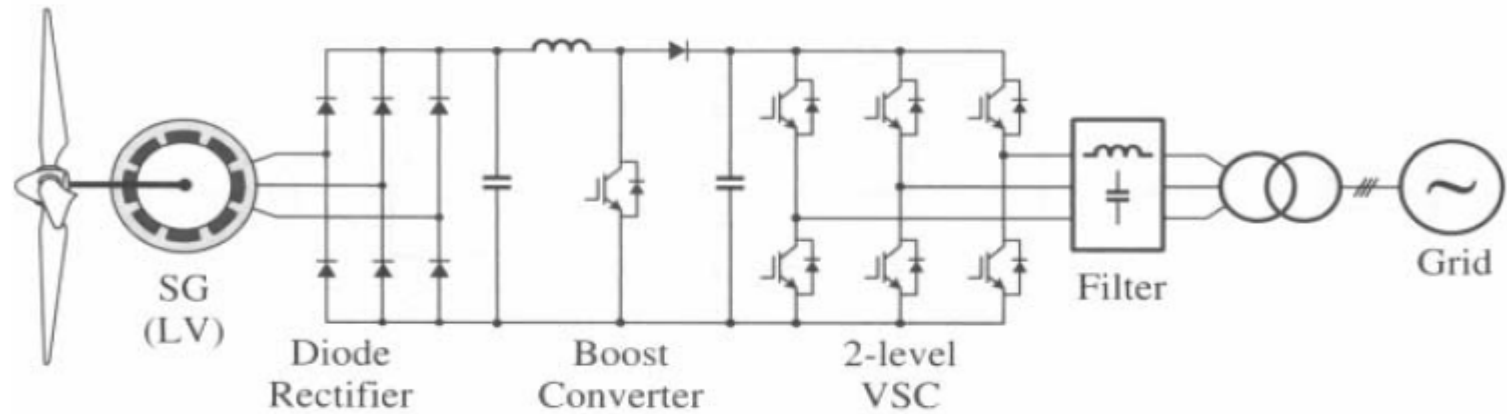 SG
(LV)
Diode
Rectifier
Boost
Converter
2-level
VSC
Filter
Grid